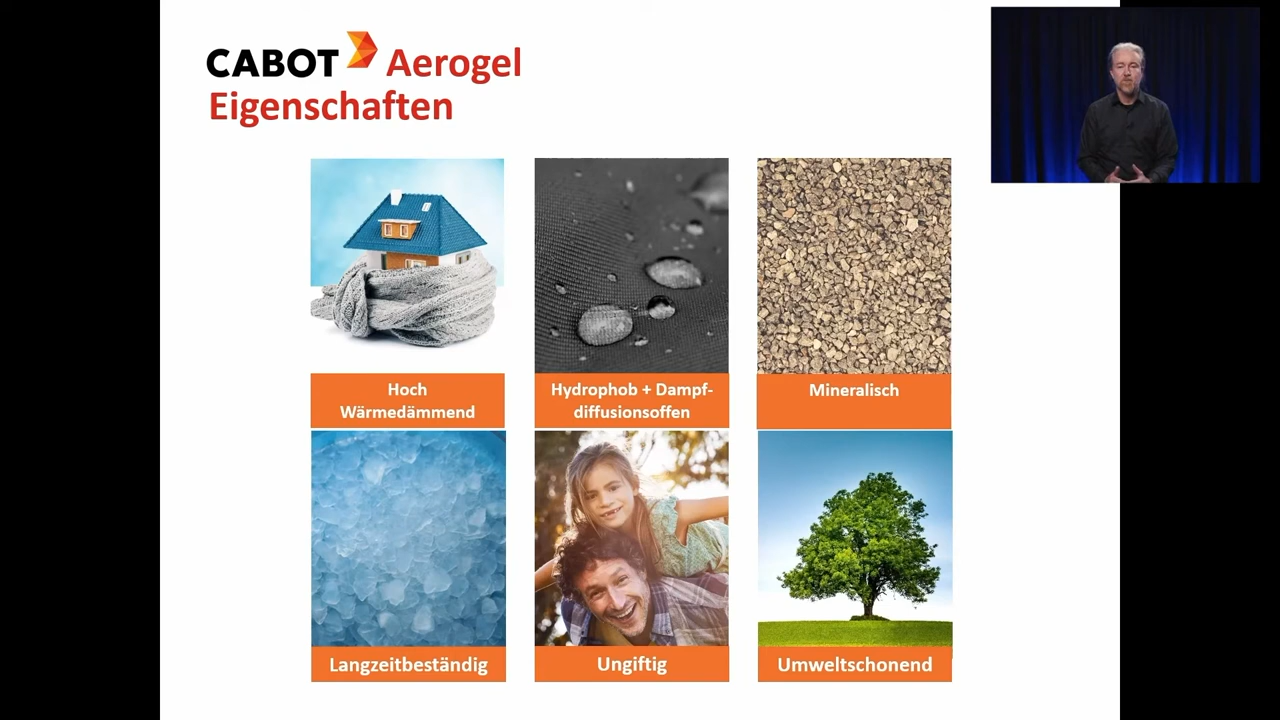 CABOT Aerogel
Eigenschaften
Hoch
Wärmedämmend
Hydrophob + Dampf-
diffusionsoffen
Mineralisch
Langzeitbeständig
Ungiftig
Umweltschonend